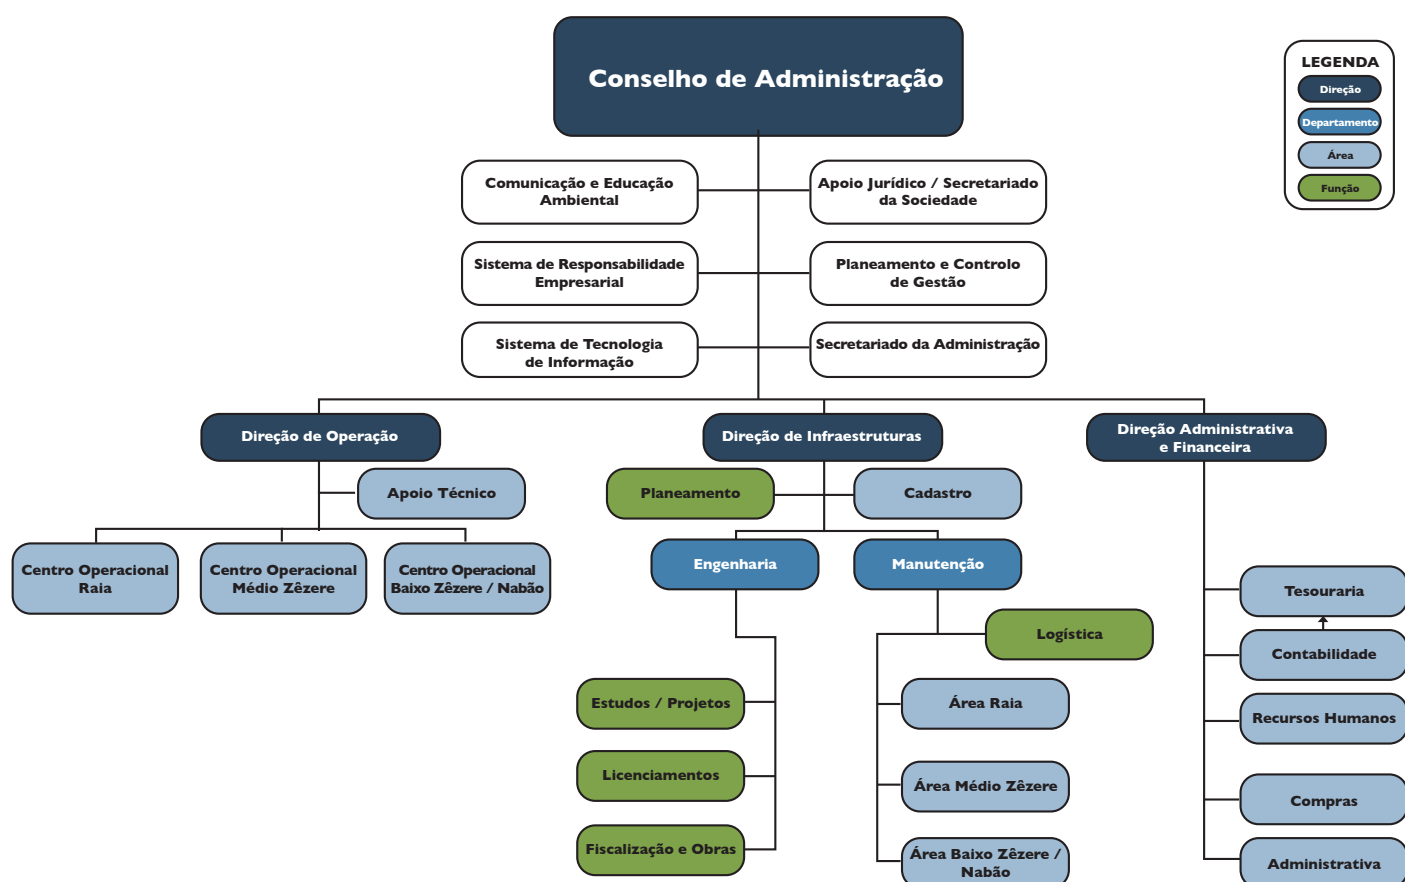 Conselho de Administração
LEGENDA
Direção
Departamento
Área
Função
Comunicação e Educação
Ambiental
Apoio Jurídico / Secretariado
da Sociedade
Sistema de Responsabilidade
Empresarial
Planeamento e Controlo
de Gestão
Sistema de Tecnologia
de Informação
Secretariado da Administração
Direção de Operação
Direção de Infraestruturas
Direção Administrativa
e Financeira
Apoio Técnico
Planeamento
Cadastro
Centro Operacional
Raia
Centro Operacional
Médio Zêzere
Centro Operacional
Baixo Zêzere / Nabão
Engenharia
Manutenção
Tesouraria
Logística
Contabilidade
Estudos / Projetos
Área Raia
Recursos Humanos
Licenciamentos
Área Médio Zêzere
Compras
Fiscalização e Obras
Área Baixo Zêzere /
Nabão
Administrativa